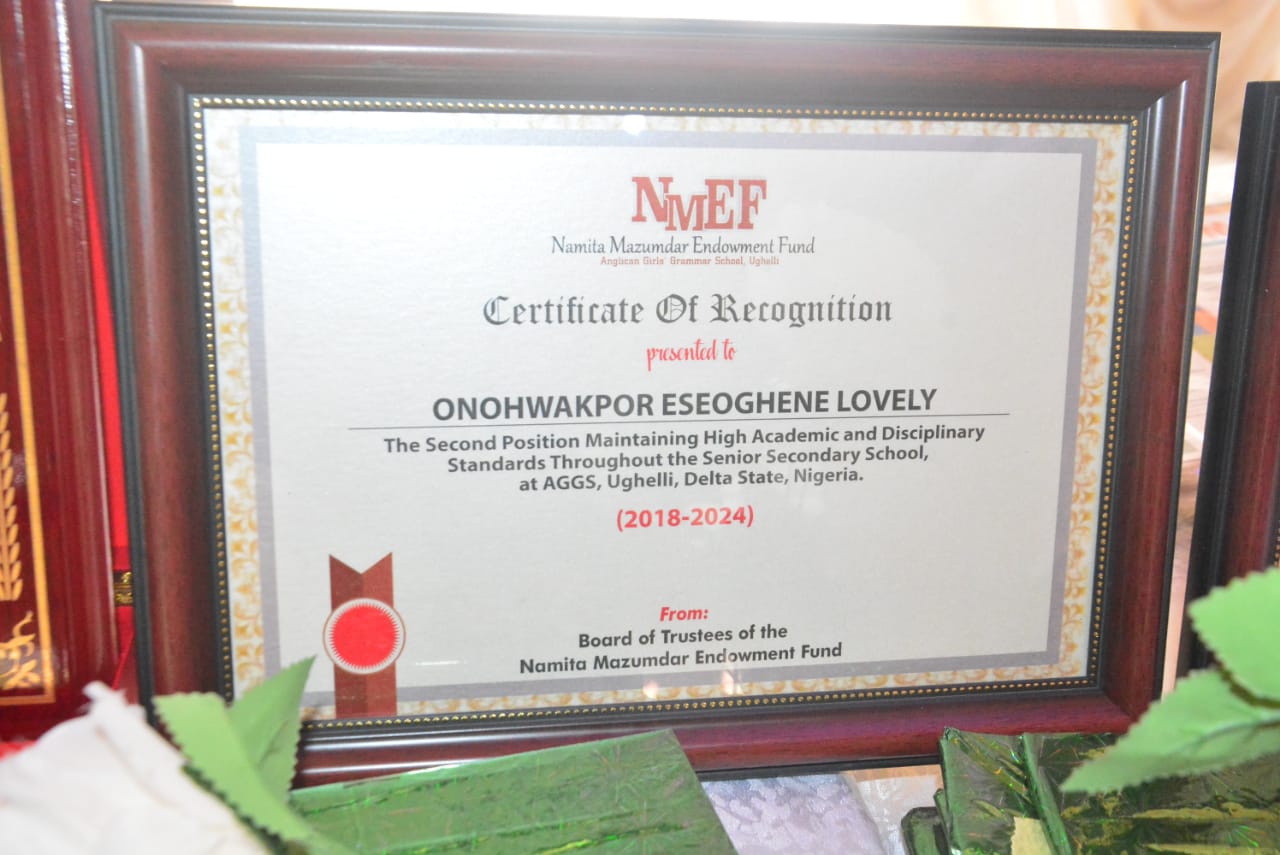 NMEF
Namita Mazumdar Endowment Fund
Anglican Girls' Grammar School, Ughelli
Certificate Of Recognition
presented to
ONOHWAKPOR ESEOGHENE LOVELY
The Second Position Maintaining High Academic and Disciplinary
Standards Throughout the Senior Secondary School,
at AGGS, Ughelli, Delta State, Nigeria.
(2018-2024)
From:
Board of Trustees of the
Namita Mazumdar Endowment Fund